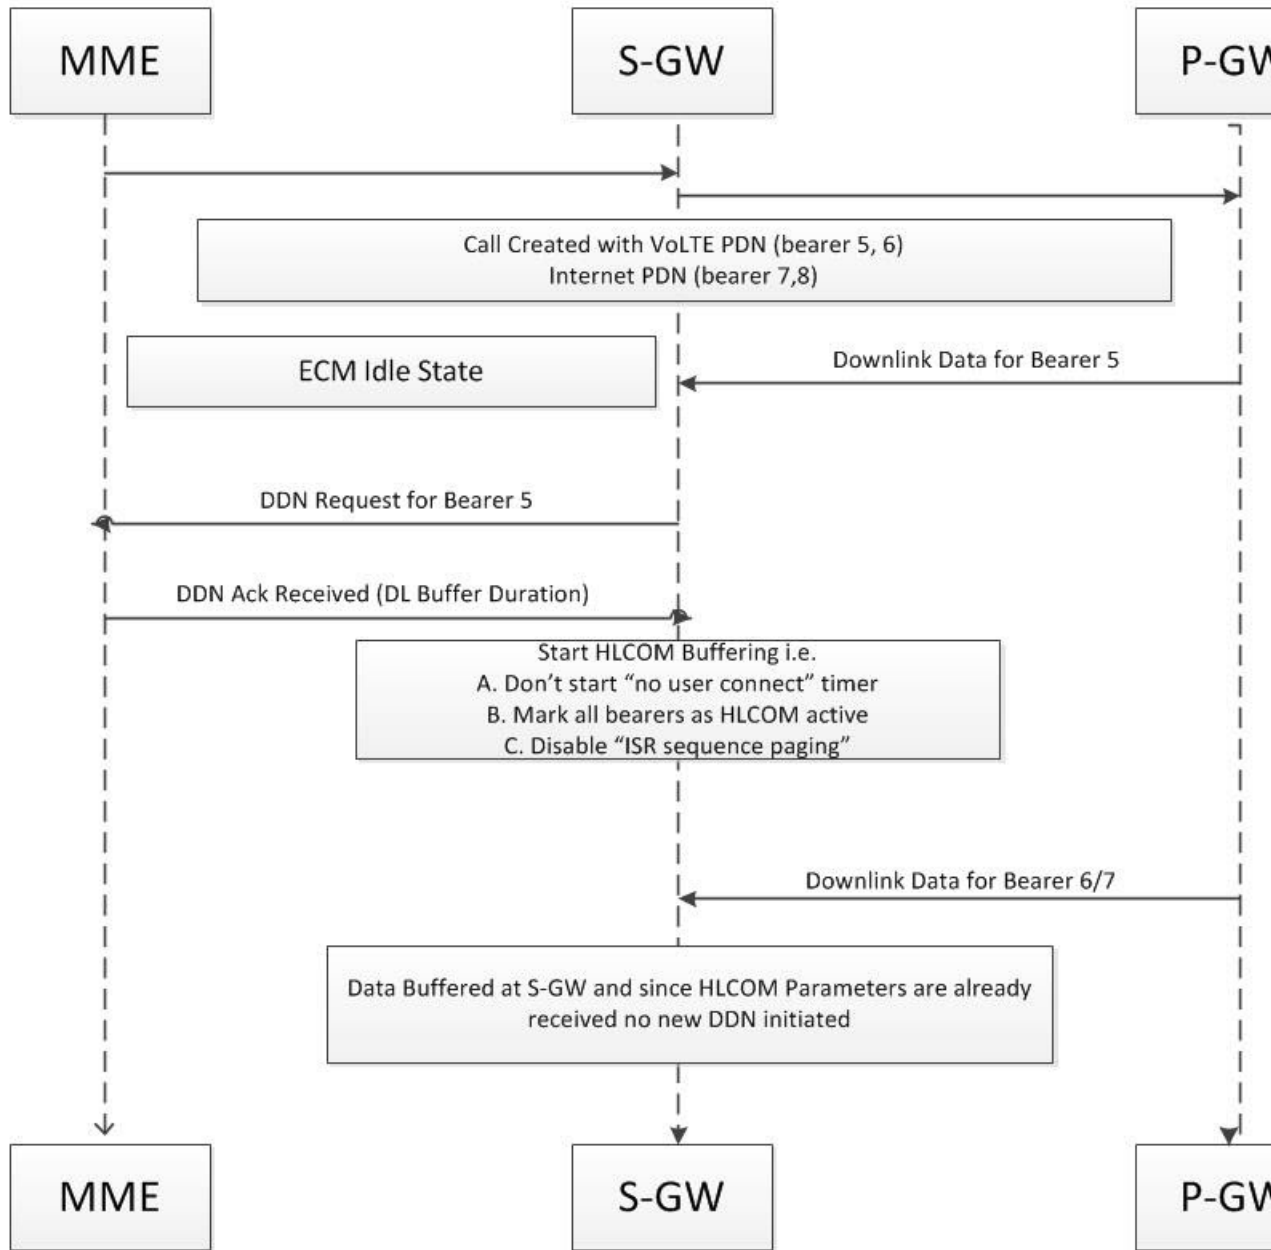 MME
S-GW
P-GW
Call Created with VoLTE PDN (bearer 5, 6)
Internet PDN (bearer 7,8)
ECM Idle State
Downlink Data for Bearer 5
DDN Request for Bearer 5
DDN Ack Received (DL Buffer Duration)
Start HLCOM Buffering i.e.
A. Don’t start “no user connect” timer
B. Mark all bearers as HLCOM active
C. Disable “ISR sequence paging”
Downlink Data for Bearer 6/7
Data Buffered at S-GW and since HLCOM Parameters are already
received no new DDN initiated
MME
S-GW
P-GW